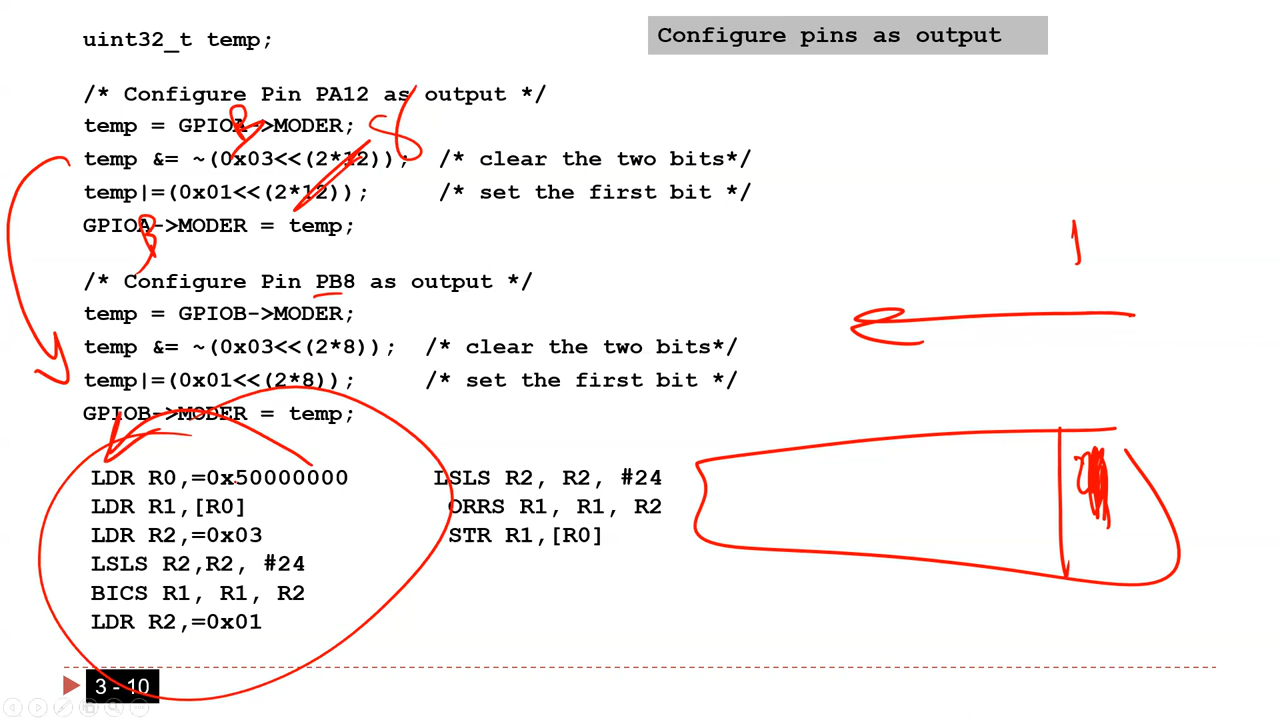 uint32_t temp;
Configure pins as output
/* Configure Pin PA12 as output */
temp = GPIOA->MODER;
B
8
temp &= ~(0x03<<(2*12)); /* clear the two bits*/
temp|=(0x01<<(2*12)); /* set the first bit */
GPIOA->MODER = temp;
B
1
/* Configure Pin PB8 as output */
temp = GPIOB->MODER;
temp &= ~(0x03<<(2*8)); /* clear the two bits*/
temp|=(0x01<<(2*8)); /* set the first bit */
GPIOB->MODER = temp;
LDR R0,=0x50000000
LDR R1,[R0]
LDR R2,=0x03
LSLS R2,R2, #24
BICS R1, R1, R2
LDR R2,=0x01
LSLS R2, R2, #24
ORRS R1, R1, R2
STR R1,[R0]
3 - 10